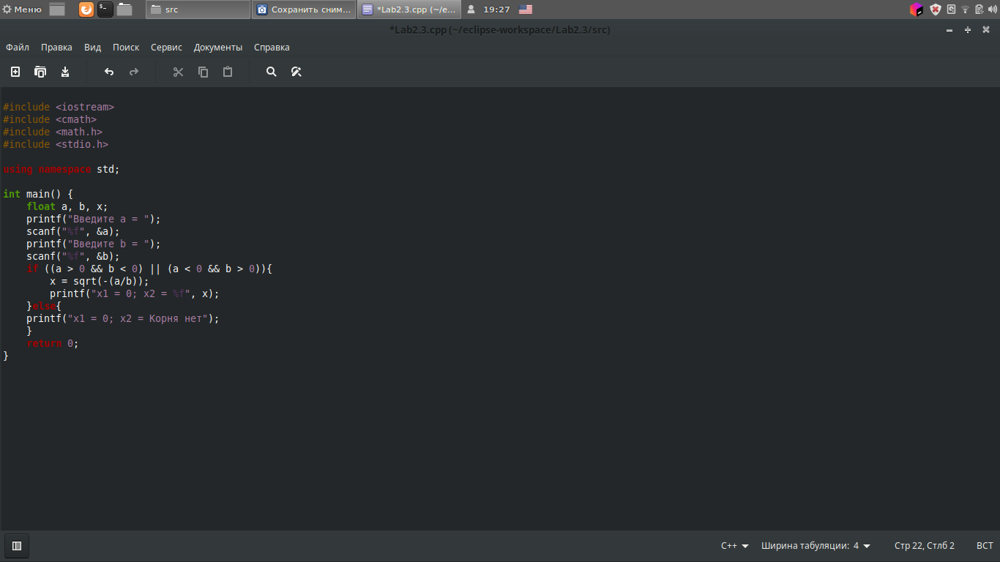 Меню
src
Сохранить сним...
*Lab2.3.cpp (~/e...
19:27
*Lab2.3.cpp (~/eclipse-workspace/Lab2.3/src)
Файл Правка Вид Поиск Сервис Документы Справка
#include <iostream>
#include <cmath>
#include <math.h>
#include <stdio.h>
using namespace std;
int main() {
float a, b, x;
printf("Введите a = ");
scanf("%f", &a);
printf("Введите b = ");
scanf("%f", &b);
if ((a > 0 && b < 0) || (a < 0 && b > 0)){
x = sqrt(-(a/b));
printf("x1 = 0; x2 = %f", x);
}else{
printf("x1 = 0; x2 = Корня нет");
}
return 0;
}
C++ Ширина табуляции: 4 Стр 22, Стлб 2 ВСТ